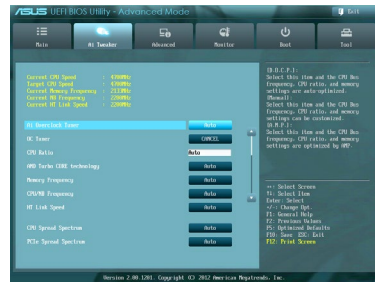 ASUS UEFI BIOS Utility - Advanced Mode
Exit
Main
Ai Tweaker
Advanced
Monitor
Boot
Tool
Current CPU Speed :
Target CPU Speed :
Current Memory Frequency :
Current NB Frequency : 2200MHz
Current HT Link Speed : 2200MHz
Ai Overclock Tuner
Auto
OC Tuner
CANCEL
CPU Ratio
Auto
AMD Turbo CORE technology
Auto
Memory Frequency
Auto
CPU/NB Frequency
Auto
HT Link Speed
Auto
CPU Spread Spectrum
Auto
PCIe Spread Spectrum
Auto
[D.O.C.P.]:
Select this item and the CPU Bus
frequency, CPU ratio, and memory
settings are auto-optimized.
[Manual]:
Select this item and the CPU Bus
frequency, CPU ratio, and memory
settings can be customized.
Select this item and the CPU Bus
frequency, CPU ratio, and memory
settings are optimized by
→←: Select Screen
↑↓: Select Item
Enter: Select
+/-: Change Opt.
F1: General Help
F2: Previous Values
F5: Optimized Defaults
F10: Save ESC: Exit
F12: Print Screen
Version 2.00.1201. Copyright (C) 2012 American Megatrends, Inc.